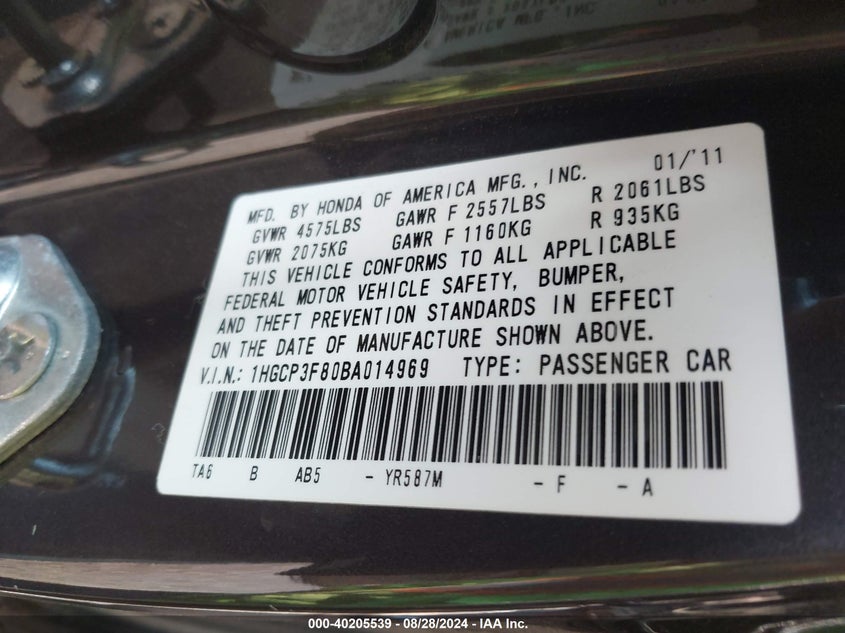 AMERICA MFG. INC
MFD. BY HONDA OF AMERICA MFG., INC. 01/'11
GVWR 4575LBS GAWR F 2557LBS R 2061LBS
GVWR 2075KG GAWR F 1160KG R 935KG
THIS VEHICLE CONFORMS TO ALL APPLICABLE
FEDERAL MOTOR VEHICLE SAFETY, BUMPER,
AND THEFT PREVENTION STANDARDS IN EFFECT
ON THE DATE OF MANUFACTURE SHOWN ABOVE.
V.I.N.: 1HGCP3F80BA014969 TYPE: PASSENGER CAR
TA6 B AB5 - YR587M - F - A
000-40205539 - 08/28/2024 - IAA Inc.